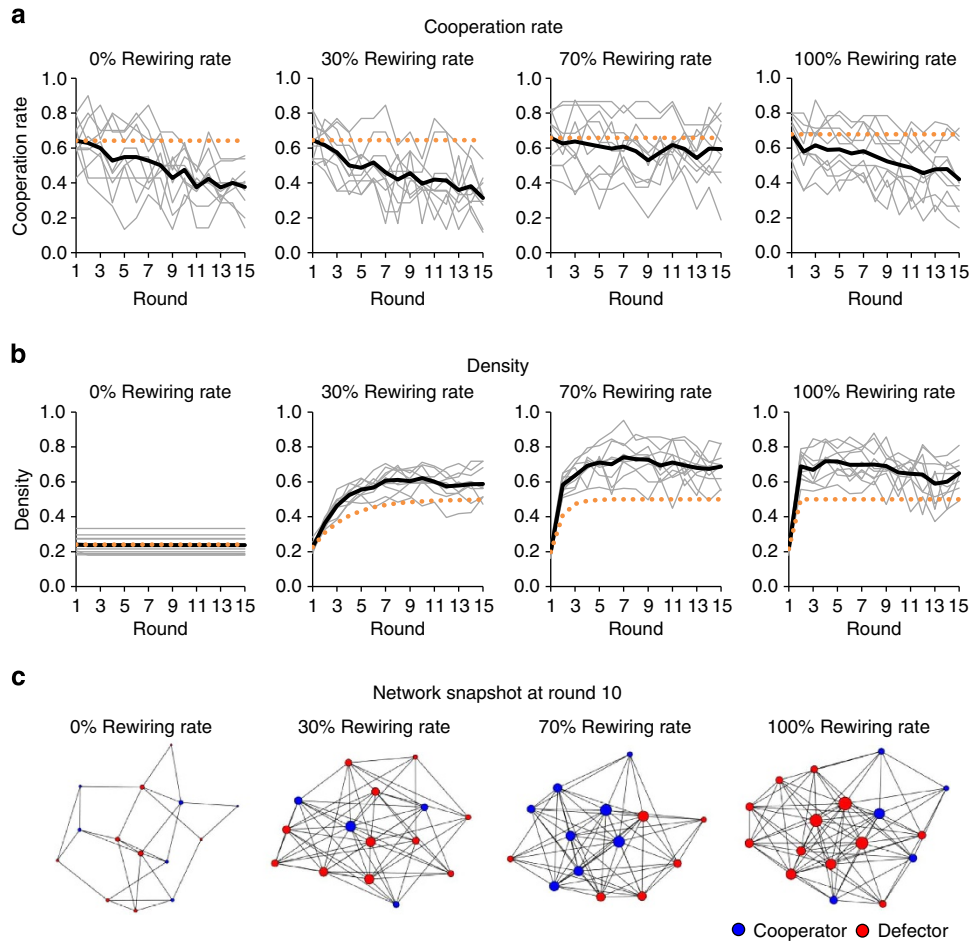 a
Cooperation rate
0% Rewiring rate 30% Rewiring rate 70% Rewiring rate 100% Rewiring rate
Cooperation rate
1.0 1.0 1.0 1.0
0.8 0.8 0.8 0.8
0.6 0.6 0.6 0.6
0.4 0.4 0.4 0.4
0.2 0.2 0.2 0.2
0.0 0.0 0.0 0.0
1 3 5 7 9 11 13 15 1 3 5 7 9 11 13 15 1 3 5 7 9 11 13 15 1 3 5 7 9 11 13 15
Round Round Round Round
b
Density
0% Rewiring rate 30% Rewiring rate 70% Rewiring rate 100% Rewiring rate
Density
1.0 1.0 1.0 1.0
0.8 0.8 0.8 0.8
0.6 0.6 0.6 0.6
0.4 0.4 0.4 0.4
0.2 0.2 0.2 0.2
0.0 0.0 0.0 0.0
1 3 5 7 9 11 13 15 1 3 5 7 9 11 13 15 1 3 5 7 9 11 13 15 1 3 5 7 9 11 13 15
Round Round Round Round
c
Network snapshot at round 10
0% Rewiring rate 30% Rewiring rate 70% Rewiring rate 100% Rewiring rate
Cooperator Defector